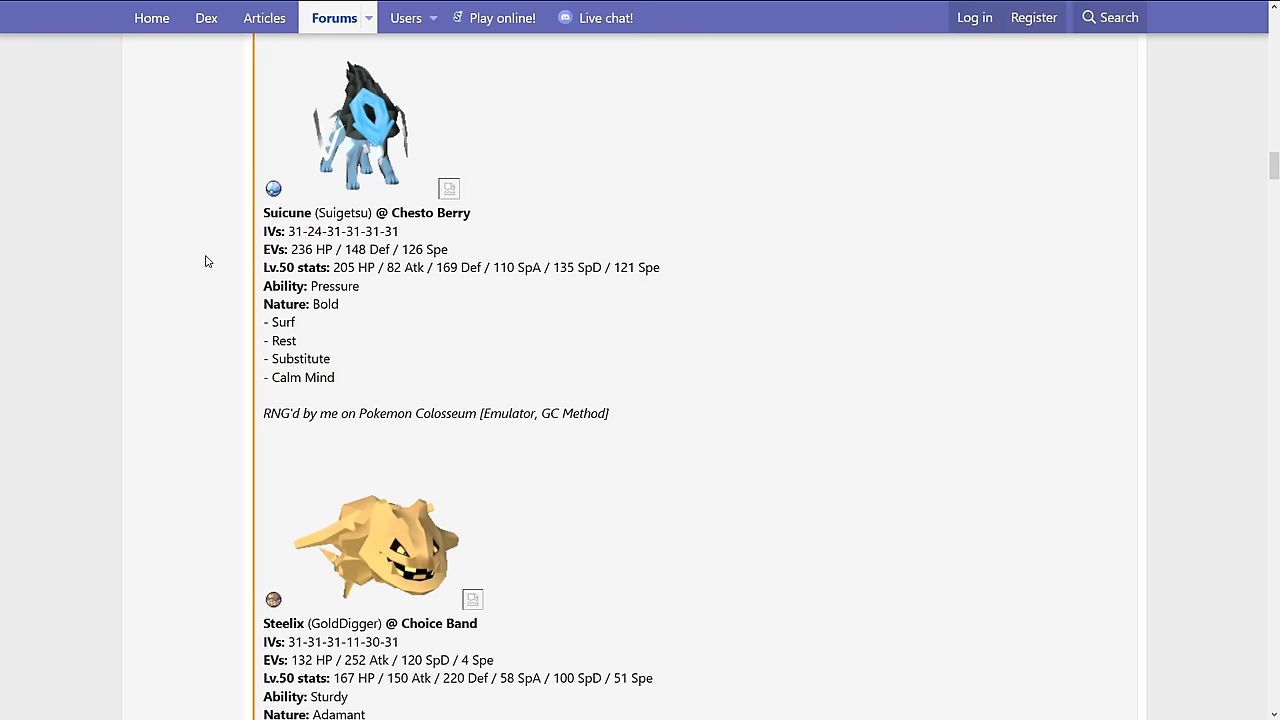 Home Dex Articles Forums Users Play online! Live chat! Log in Register Search
Suicune (Suigetsu) @ Chesto Berry
IVs: 31-24-31-31-31-31
EVs: 236 HP / 148 Def / 126 Spe
Lv.50 stats: 205 HP / 82 Atk / 169 Def / 110 SpA / 135 SpD / 121 Spe
Ability: Pressure
Nature: Bold
- Surf
- Rest
- Substitute
- Calm Mind
RNG'd by me on Pokemon Colosseum [Emulator, GC Method]
Steelix (GoldDigger) @ Choice Band
IVs: 31-31-31-11-30-31
EVs: 132 HP / 252 Atk / 120 SpD / 4 Spe
Lv.50 stats: 167 HP / 150 Atk / 220 Def / 58 SpA / 100 SpD / 51 Spe
Ability: Sturdy
Nature: Adamant